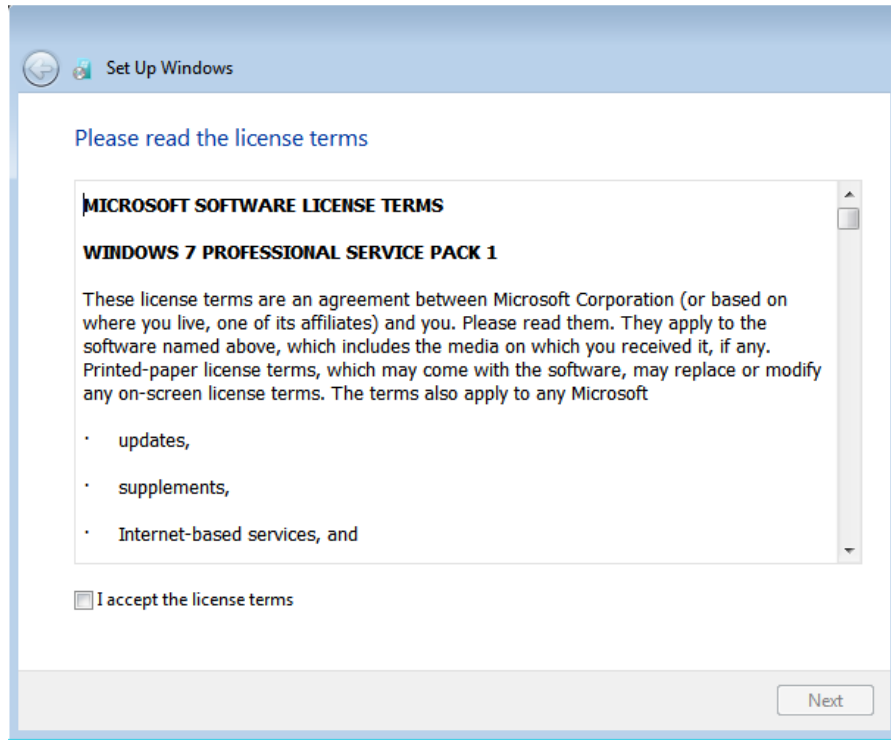 Set Up Windows
Please read the license terms
MICROSOFT SOFTWARE LICENSE TERMS
WINDOWS 7 PROFESSIONAL SERVICE PACK 1
These license terms are an agreement between Microsoft Corporation (or based on
where you live, one of its affiliates) and you. Please read them. They apply to the
software named above, which includes the media on which you received it, if any.
Printed-paper license terms, which may come with the software, may replace or modify
any on-screen license terms. The terms also apply to any Microsoft
· updates,
· supplements,
· Internet-based services, and
I accept the license terms
Next